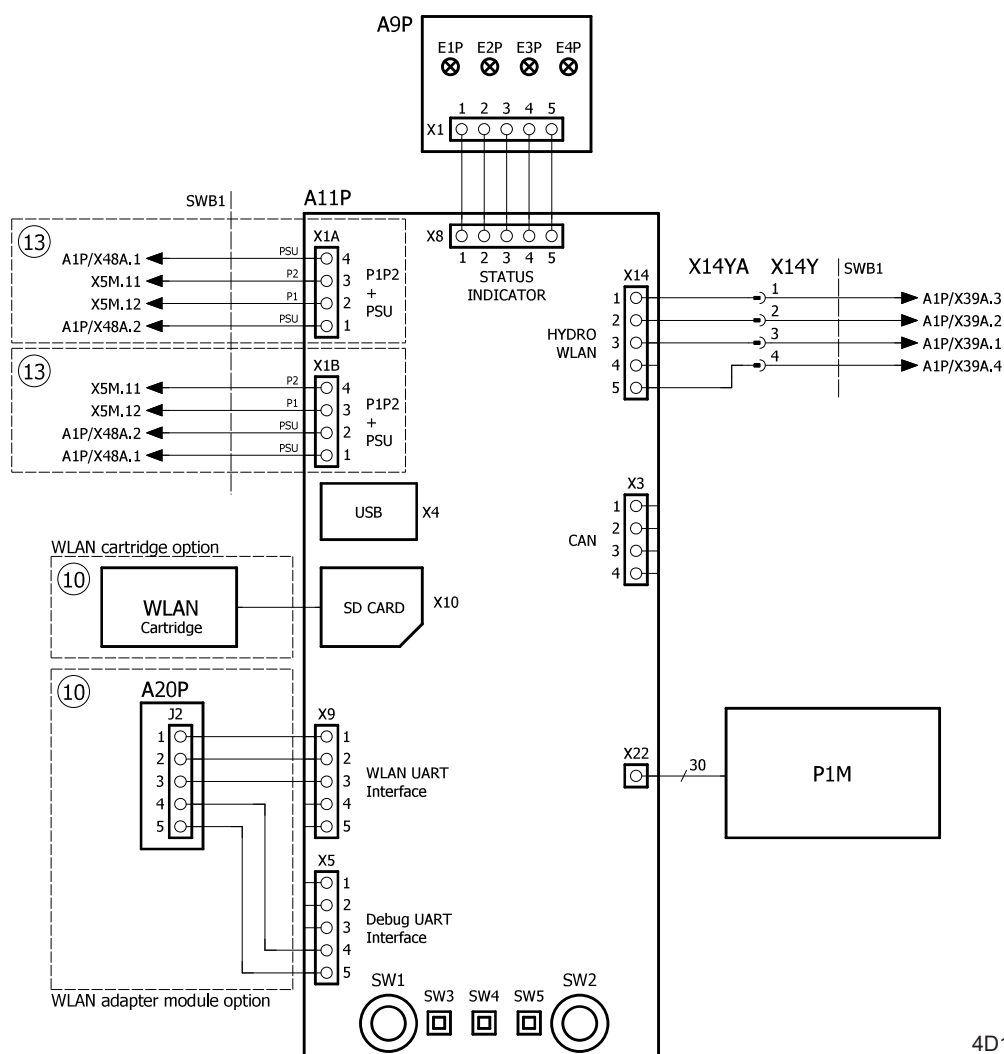 A9P
E1P E2P E3P E4P
1 2 3 4 5
X1
SWB1
A11P
13
X1A
A1P/X48A.1 PSU 4
X5M.11 P2 3
X5M.12 P1 2
A1P/X48A.2 PSU 1
P1P2
+
PSU
X8
1 2 3 4 5
STATUS
INDICATOR
X14 X14YA X14Y SWB1
1 1 A1P/X39A.3
2 2 A1P/X39A.2
3 3 A1P/X39A.1
4 4 A1P/X39A.4
5
HYDRO
WLAN
13
X1B
X5M.11 P2 4
X5M.12 P1 3
A1P/X48A.2 PSU 2
A1P/X48A.1 PSU 1
P1P2
+
PSU
USB X4
X3
1
2
3
4
CAN
WLAN cartridge option
10
WLAN
Cartridge
SD CARD X10
10
A20P
J2
1
2
3
4
5
X9
1
2
3
4
5
WLAN UART
Interface
X22
30
P1M
X5
1
2
3
4
5
Debug UART
Interface
WLAN adapter module option
SW1 SW3 SW4 SW5 SW2